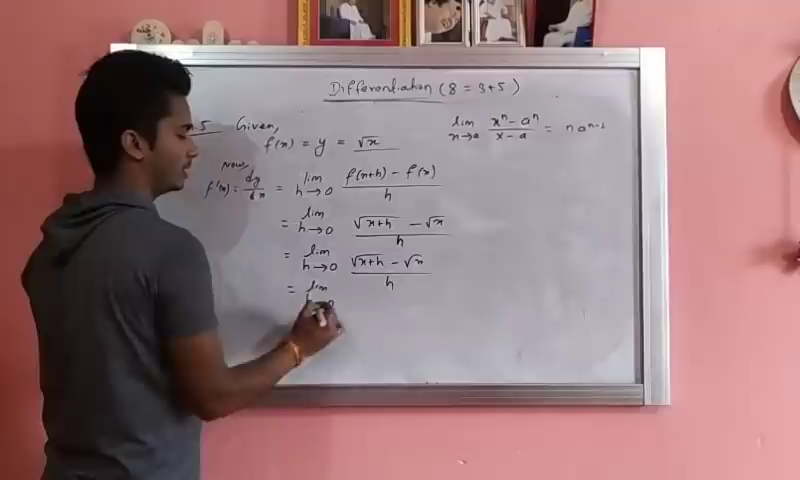 Differentiation (8 = 3+5)
5 Given,
f(x) = y = √x
lim x→a (xⁿ - aⁿ)/(x - a) = n aⁿ⁻¹
Now,
f'(x) = dy/dx = lim h→0 (f(x+h) - f(x))/h
= lim h→0 (√x+h - √x)/h
= lim h→0 (√x+h - √x)/h
= lim